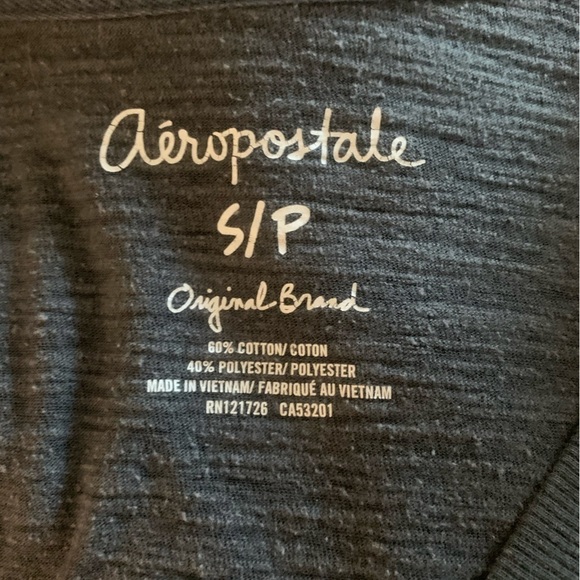 aéropostale
S/P
Original Brand
60% COTTON/ COTON
40% POLYESTER/ POLYESTER
MADE IN VIETNAM/ FABRIQUÉ AU VIETNAM
RN121726 CA53201